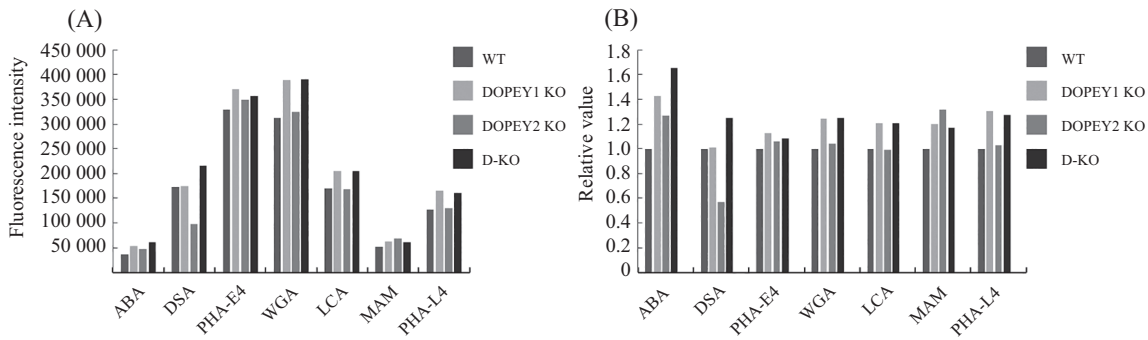 (A)
Fluorescence intensity
450 000
400 000
350 000
300 000
250 000
200 000
150 000
100 000
50 000
ABA
DSA
PHA-E4
WGA
LCA
MAM
PHA-L4
WT
DOPEY1 KO
DOPEY2 KO
D-KO
(B)
Relative value
1.8
1.6
1.4
1.2
1.0
0.8
0.6
0.4
0.2
0
ABA
DSA
PHA-E4
WGA
LCA
MAM
PHA-L4
WT
DOPEY1 KO
DOPEY2 KO
D-KO